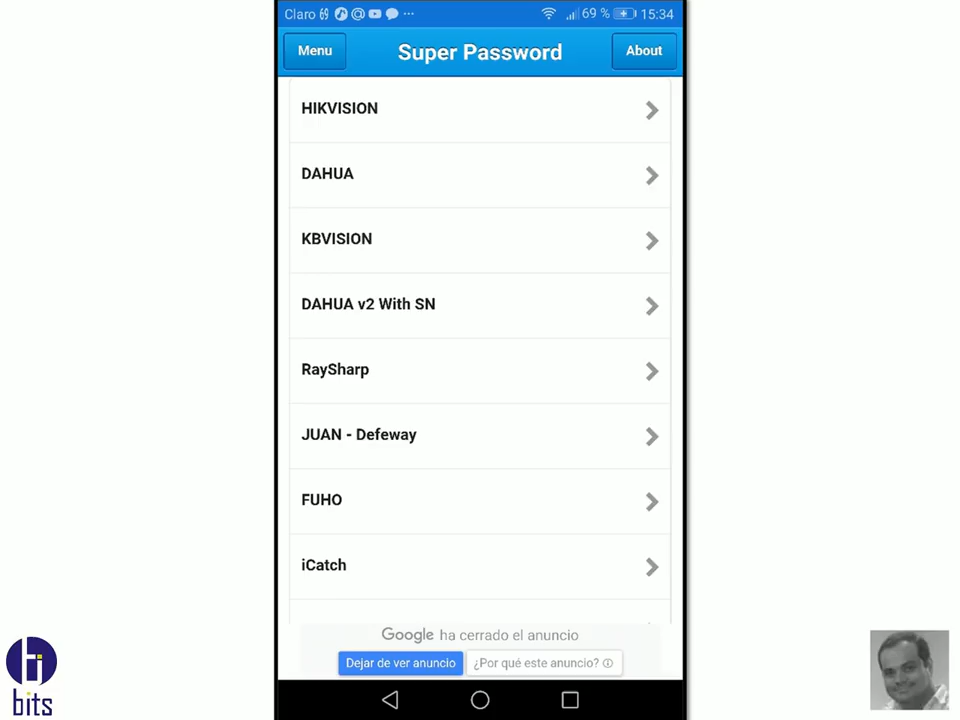 Claro 69 % 15:34
Menu Super Password About
HIKVISION
DAHUA
KBVISION
DAHUA v2 With SN
RaySharp
JUAN - Defeway
FUHO
iCatch
Google ha cerrado el anuncio
Dejar de ver anuncio ¿Por qué este anuncio?
hi
bits